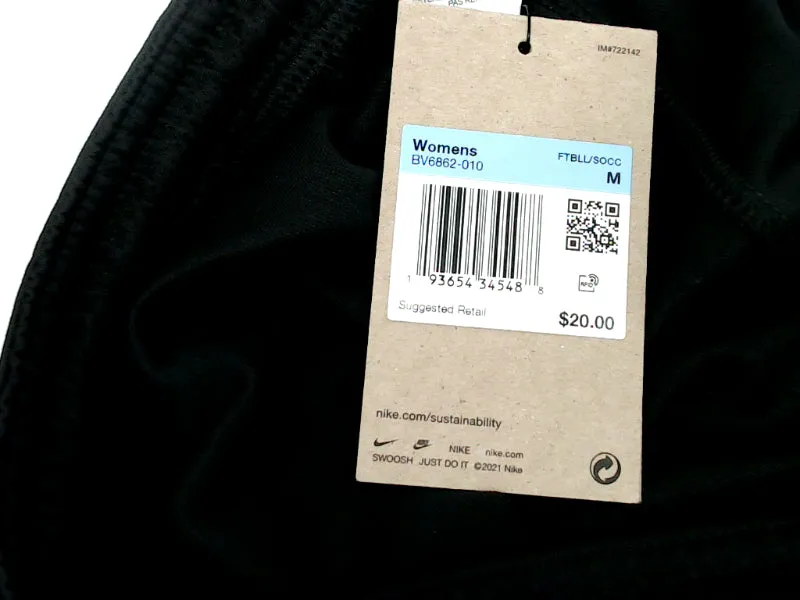 IM#722142
Womens
BV6862-010
FTBLL/SOCC
M
1 93654 34548 8
RFID
Suggested Retail
$20.00
nike.com/sustainability
NIKE nike.com
SWOOSH JUST DO IT ©2021 Nike